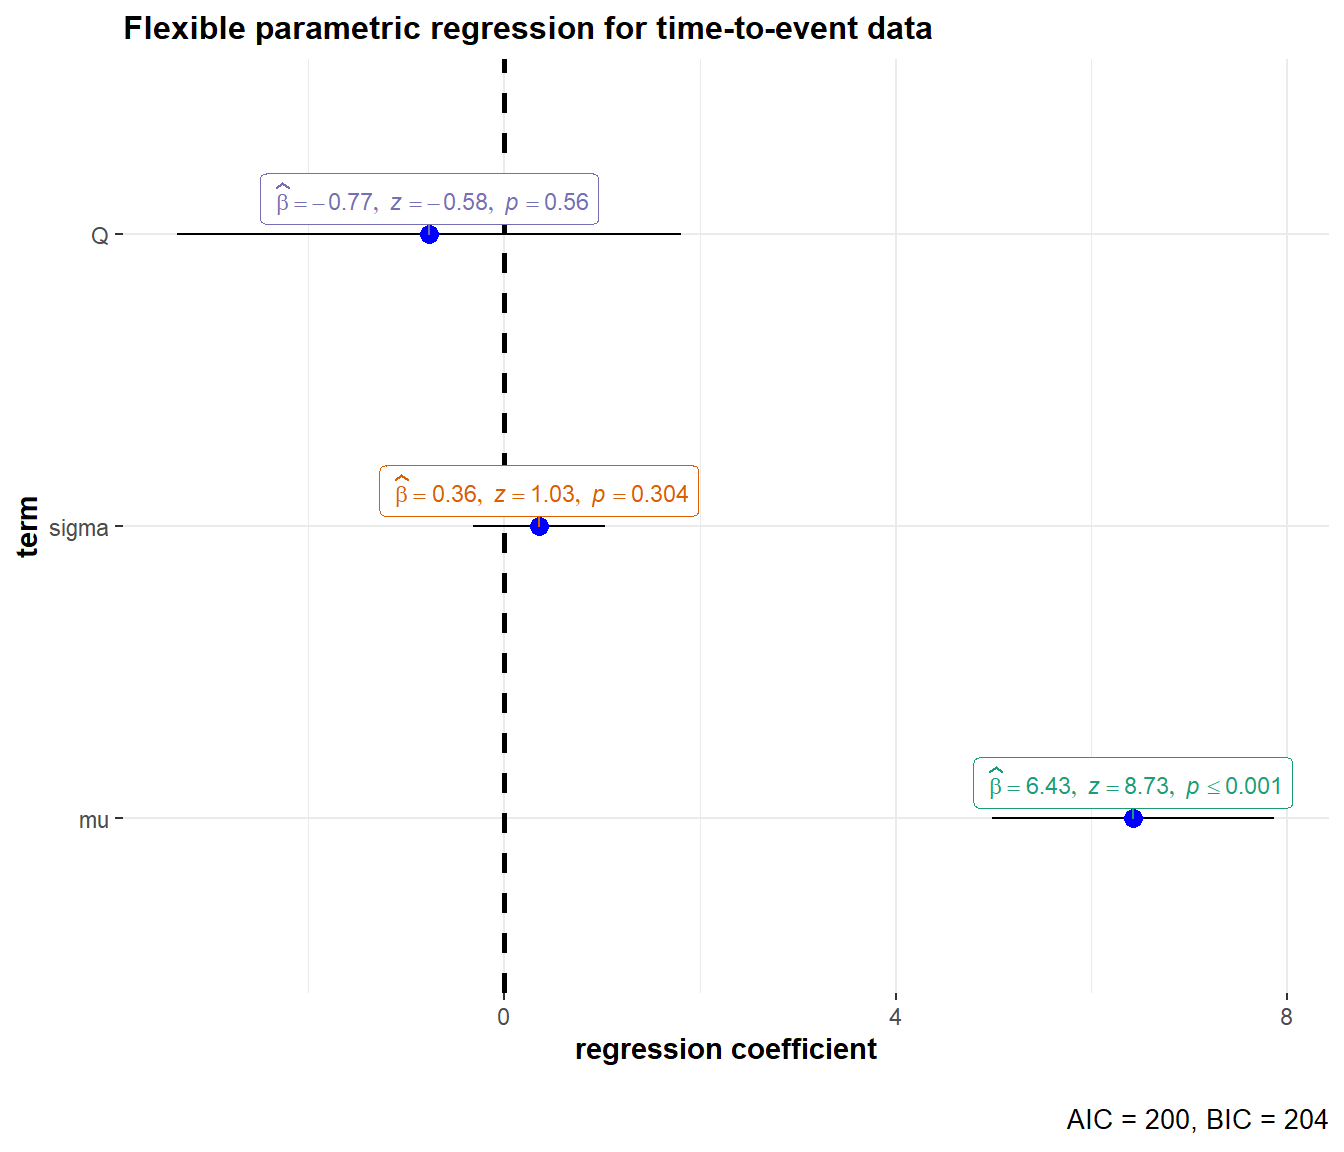 Flexible parametric regression for time-to-event data
β̂ = −0.77, z = −0.58, p = 0.56
Q
β̂ = 0.36, z = 1.03, p = 0.304
term
sigma
β̂ = 6.43, z = 8.73, p ≤ 0.001
mu
0 4 8
regression coefficient
AIC = 200, BIC = 204